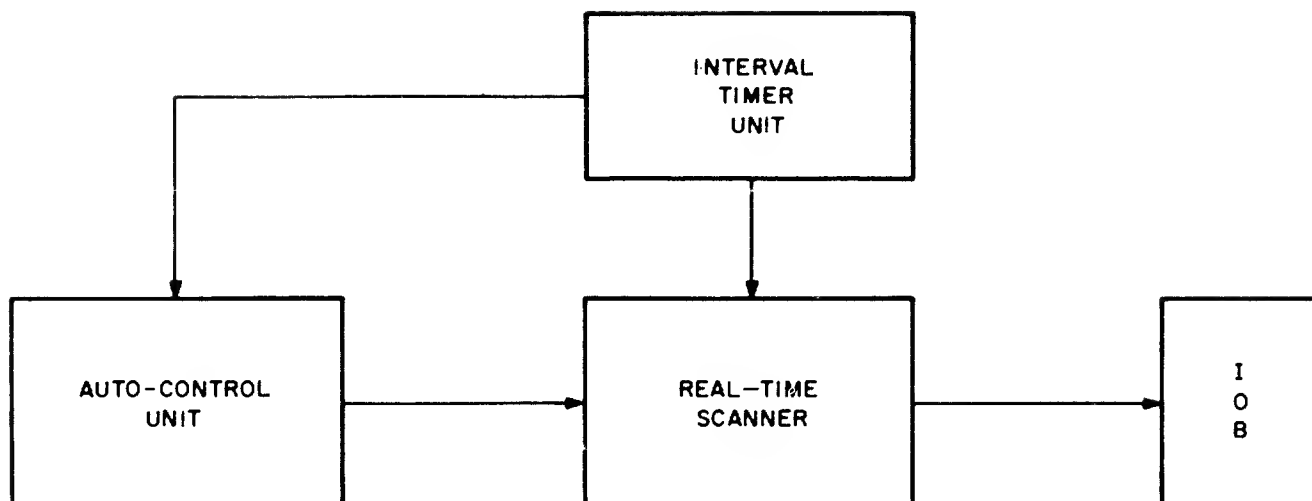 INTERVAL
TIMER
UNIT
AUTO-CONTROL
UNIT
REAL-TIME
SCANNER
I
O
B